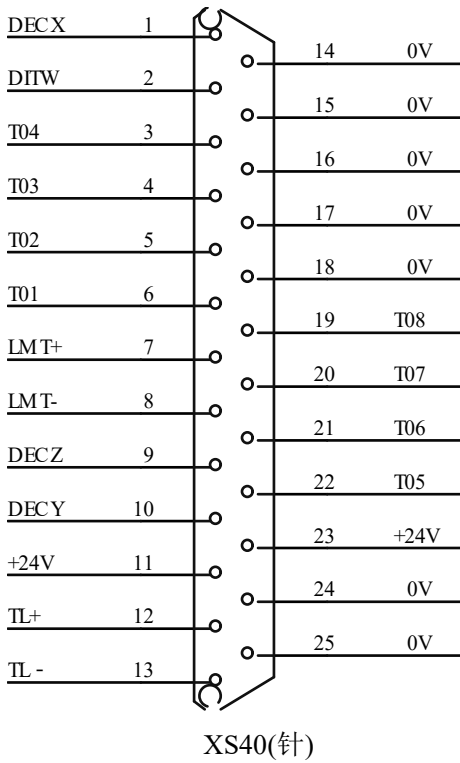 DECX 1
14 0V
DITW 2
15 0V
T04 3
16 0V
T03 4
17 0V
T02 5
18 0V
T01 6
19 T08
LMT+ 7
20 T07
LMT- 8
21 T06
DECZ 9
22 T05
DECY 10
23 +24V
+24V 11
24 0V
TL+ 12
25 0V
TL - 13
XS40(针)